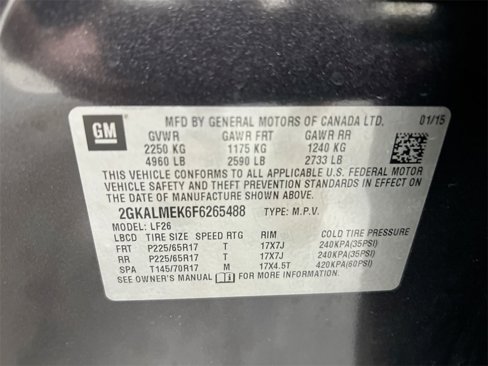 MFD BY GENERAL MOTORS OF CANADA LTD. 01/15
GM
GVWR GAWR FRT GAWR RR
2250 KG 1175 KG 1240 KG
4960 LB 2590 LB 2733 LB
THIS VEHICLE CONFORMS TO ALL APPLICABLE U.S. FEDERAL MOTOR
VEHICLE SAFETY AND THEFT PREVENTION STANDARDS IN EFFECT ON
THE DATE OF MANUFACTURE SHOWN ABOVE.
2GKALMEK6F6265488 TYPE: M.P.V.
MODEL: LF26
LBCD TIRE SIZE SPEED RTG RIM COLD TIRE PRESSURE
FRT P225/65R17 T 17X7J 240KPA(35PSI)
RR P225/65R17 T 17X7J 240KPA(35PSI)
SPA T145/70R17 M 17X4.5T 420KPA(60PSI)
SEE OWNER'S MANUAL FOR MORE INFORMATION